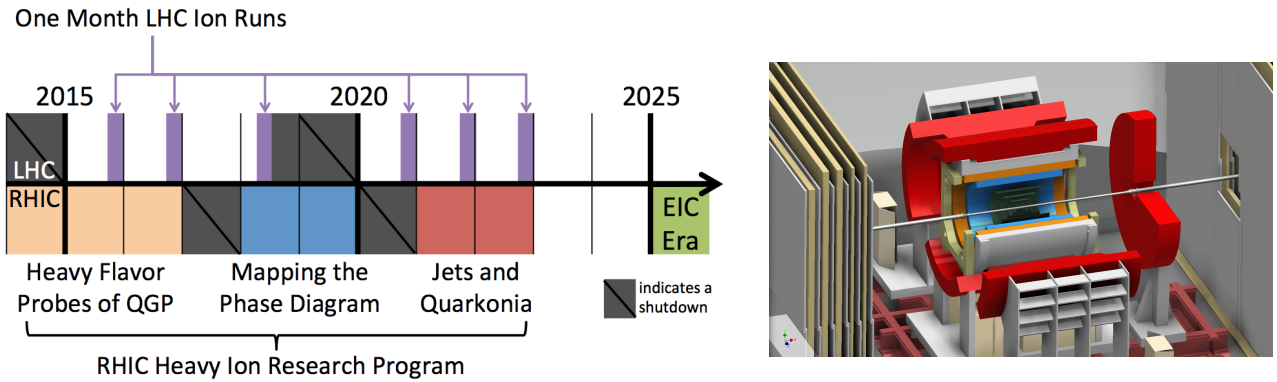 One Month LHC Ion Runs
2015
2020
2025
LHC
RHIC
EIC
Era
Heavy Flavor
Probes of QGP
Mapping the
Phase Diagram
Jets and
Quarkonia
indicates a
shutdown
RHIC Heavy Ion Research Program